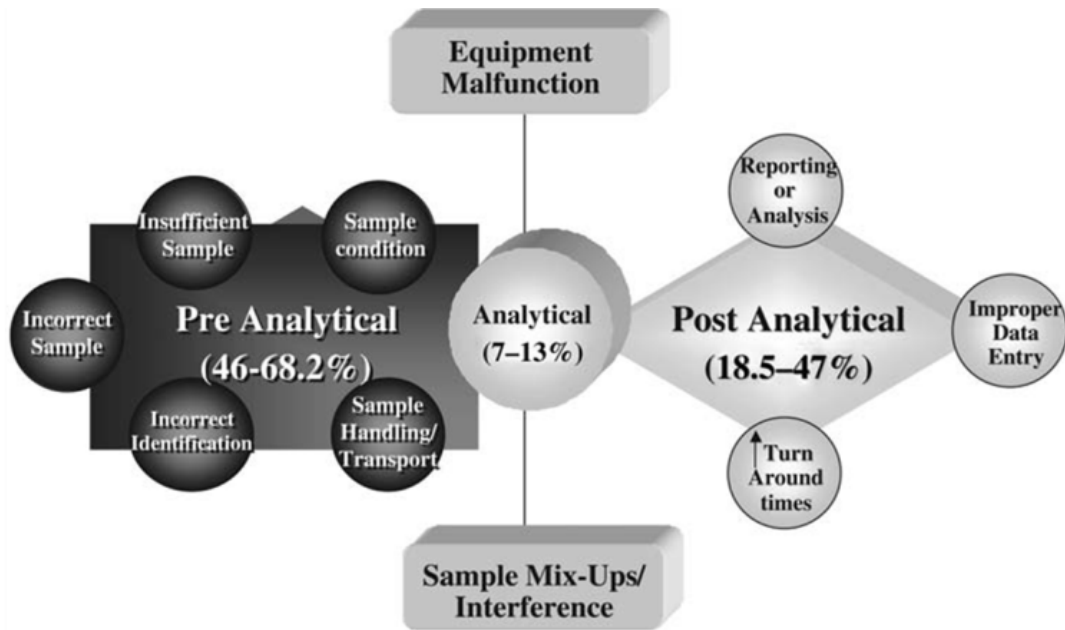 Equipment
Malfunction
Insufficient
Sample
Sample
condition
Incorrect
Sample
Pre Analytical
(46-68.2%)
Incorrect
Identification
Sample
Handling/
Transport
Analytical
(7–13%)
Reporting
or
Analysis
Post Analytical
(18.5–47%)
Improper
Data
Entry
↑ Turn
Around
times
Sample Mix-Ups/
Interference